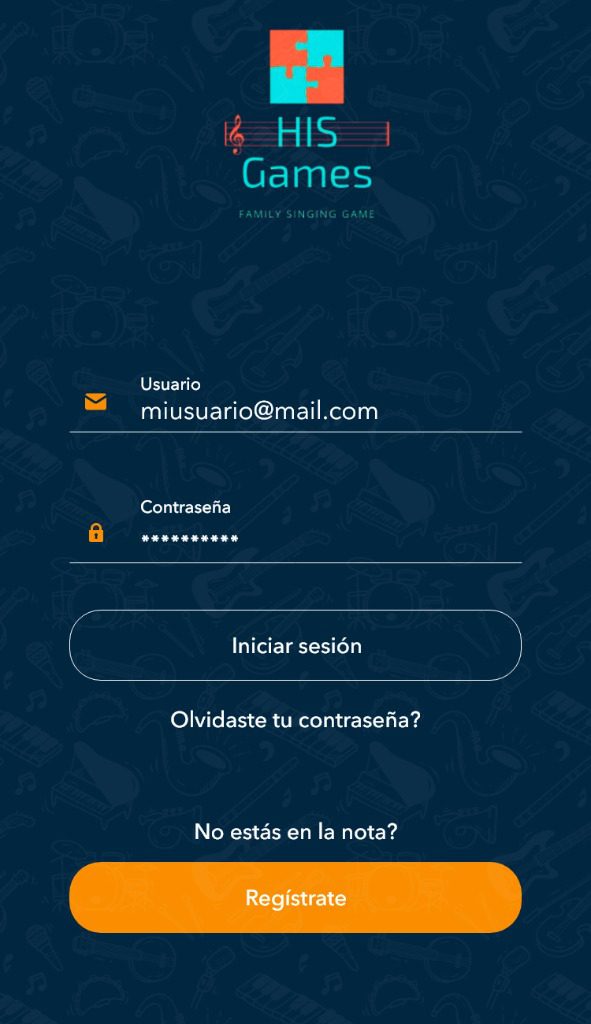 HIS
Games
FAMILY SINGING GAME
Usuario
miusuario@mail.com
Contraseña
**********
Iniciar sesión
Olvidaste tu contraseña?
No estás en la nota?
Regístrate